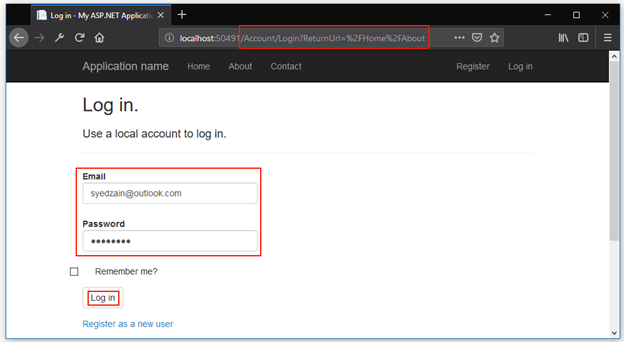 Log in - My ASP.NET Applicatio
localhost:50491/Account/Login?ReturnUrl=%2FHome%2FAbout
Application name Home About Contact Register Log in
Log in.
Use a local account to log in.
Email
syedzain@outlook.com
Password
Remember me?
Log in
Register as a new user